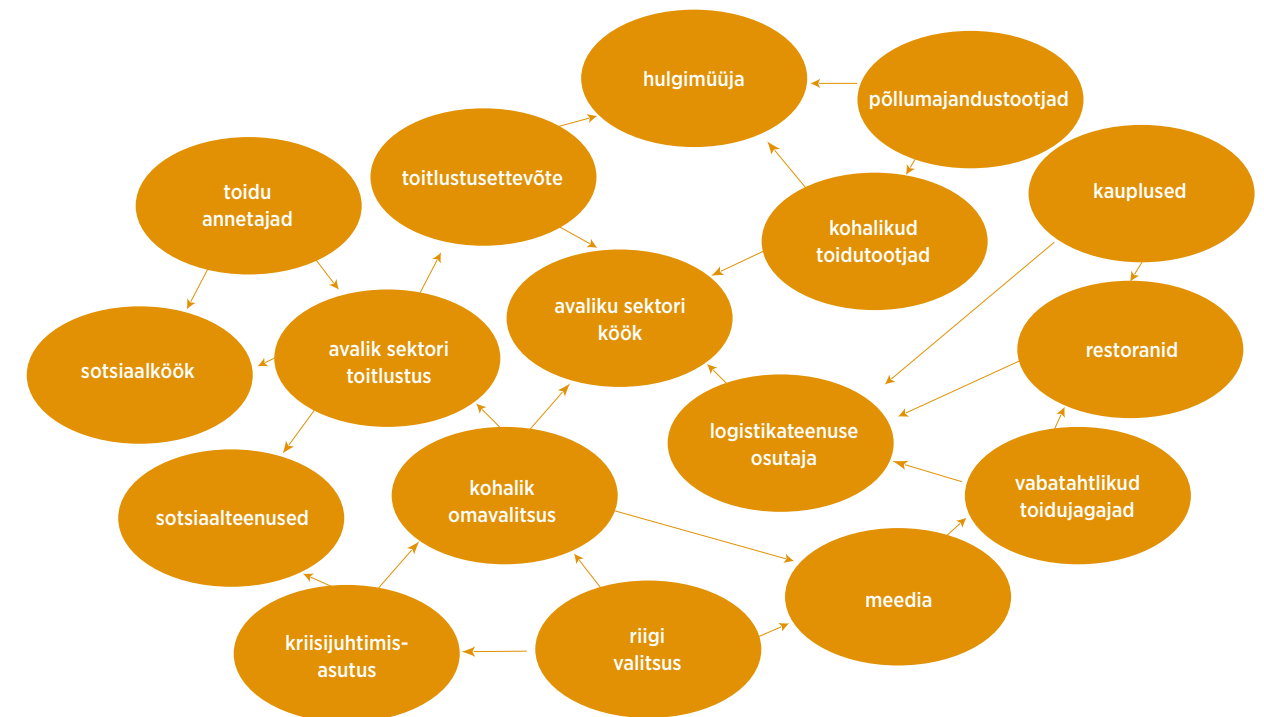 hulgimüüja
põllumajandustootjad
toitlustusettevõte
toidu
annetajad
kauplused
kohalikud
toidutootjad
avaliku sektori
köök
avalik sektori
toitlustus
sotsiaalköök
restoranid
logistikateenuse
osutaja
kohalik
omavalitsus
vabatahtlikud
toidujagajad
sotsiaalteenused
meedia
kriisijuhtimis-
asutus
riigi
valitsus